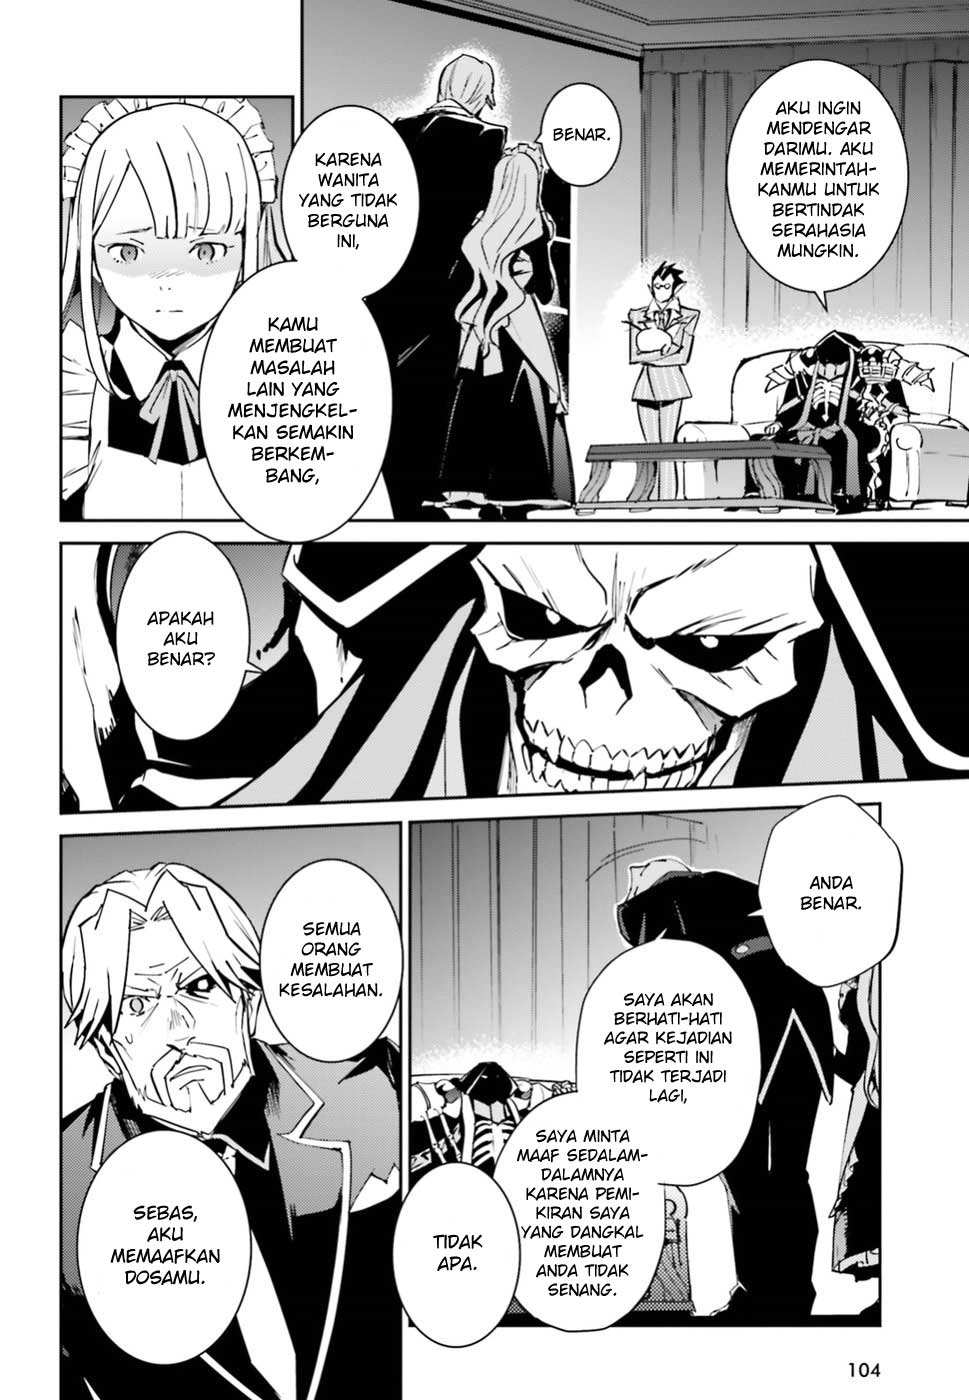 AKU INGIN
MENDENGAR
DARIMU. AKU
MEMERINTAH-
KANMU UNTUK
BERTINDAK
SERAHASIA
MUNGKIN.
BENAR.
KARENA
WANITA
YANG TIDAK
BERGUNA
INI,
KAMU
MEMBUAT
MASALAH
LAIN YANG
MENJENGKEL-
KAN SEMAKIN
BERKEM-
BANG,
APAKAH
AKU
BENAR?
ANDA
BENAR.
SAYA AKAN
BERHATI-HATI
AGAR KEJADIAN
SEPERTI INI
TIDAK TERJADI
LAGI,
SAYA MINTA
MAAF SEDALAM-
DALAMNYA
KARENA PEMI-
KIRAN SAYA
YANG DANGKAL
MEMBUAT
ANDA TIDAK
SENANG.
TIDAK
APA.
SEMUA
ORANG
MEMBUAT
KESALAHAN.
SEBAS,
AKU
MEMAAFKAN
DOSAMU.
104